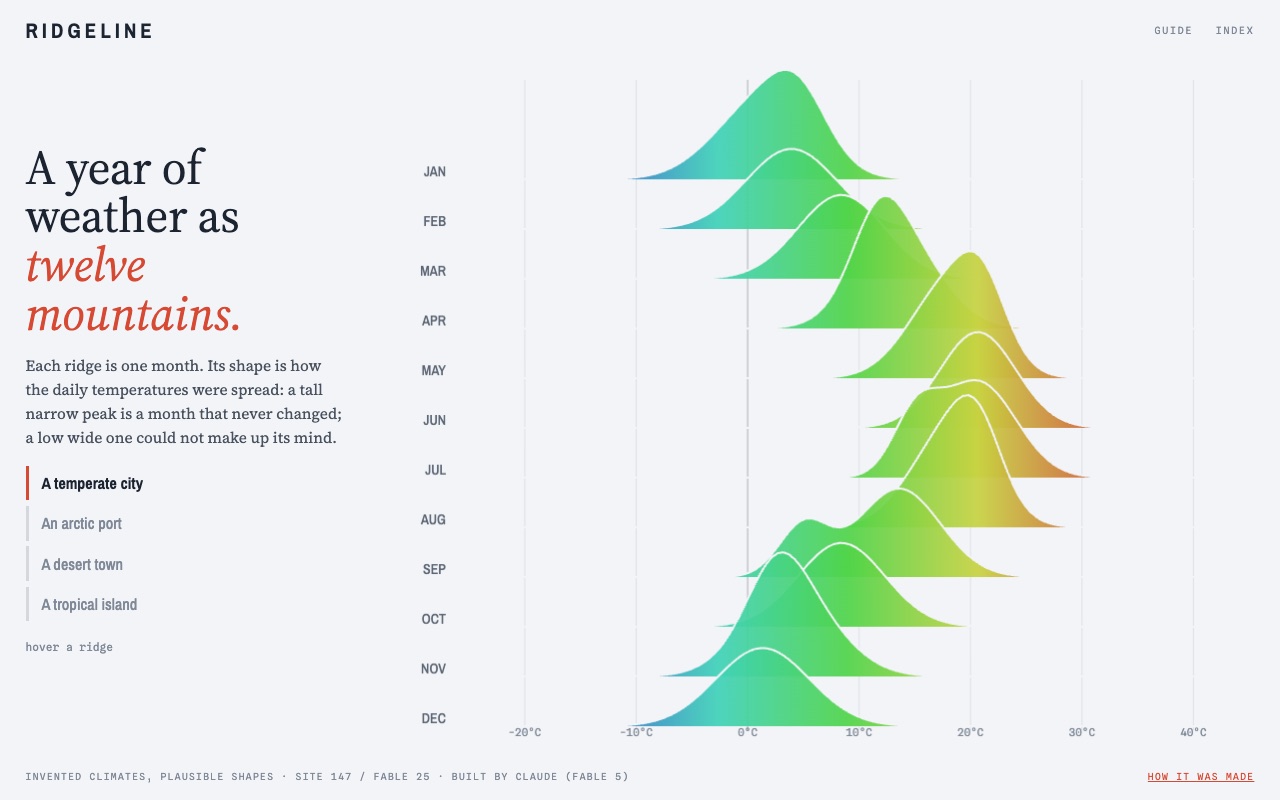 RIDGELINE
GUIDE INDEX
A year of
weather as
twelve
mountains.
Each ridge is one month. Its shape is how
the daily temperatures were spread: a tall
narrow peak is a month that never changed;
a low wide one could not make up its mind.
A temperate city
An arctic port
A desert town
A tropical island
hover a ridge
JAN
FEB
MAR
APR
MAY
JUN
JUL
AUG
SEP
OCT
NOV
DEC
-20°C -10°C 0°C 10°C 20°C 30°C 40°C
INVENTED CLIMATES, PLAUSIBLE SHAPES · SITE 147 / FABLE 25 · BUILT BY CLAUDE (FABLE 5)
HOW IT WAS MADE